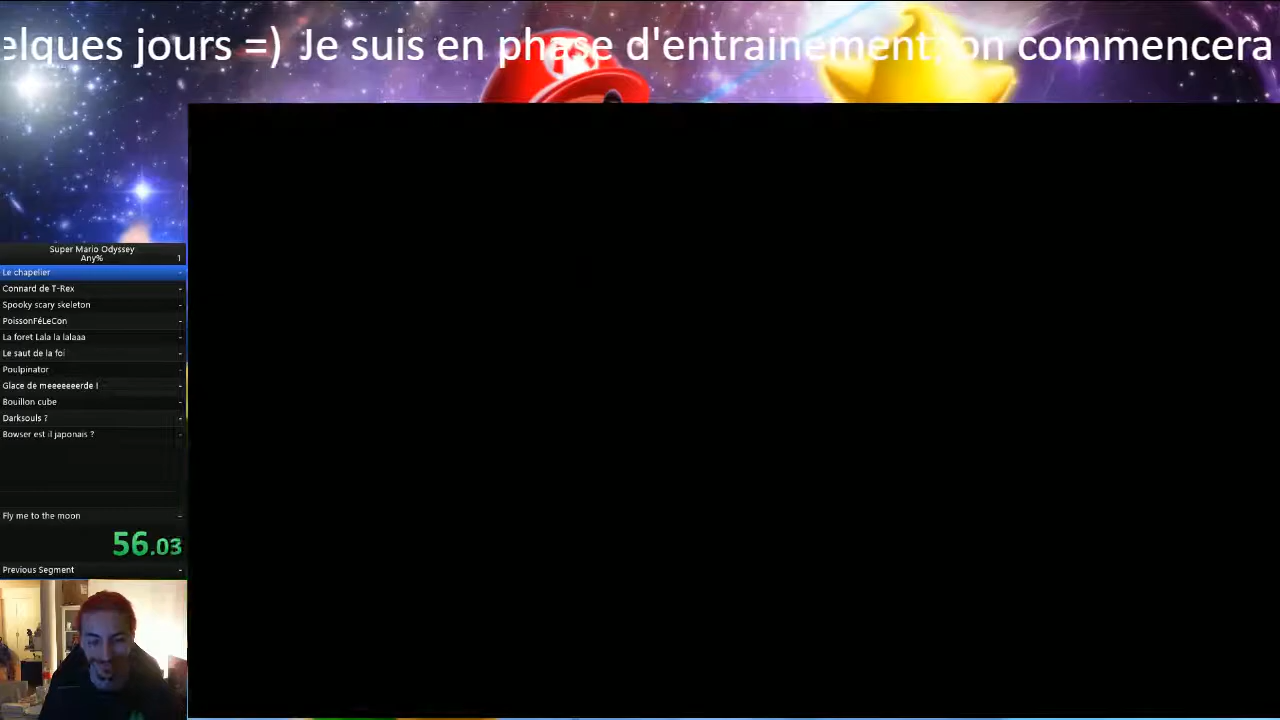 elques jours =) Je suis en phase d'entrainement, on commencera
Super Mario Odyssey
Any%
1
Le chapelier -
Connard de T-Rex -
Spooky scary skeleton -
PoissonFéLeCon -
La foret Lala la lalaaa -
Le saut de la foi -
Poulpinator -
Glace de meeeeeeerde ! -
Bouillon cube -
Darksouls ? -
Bowser est il japonais ? -
Fly me to the moon -
56.03
Previous Segment -